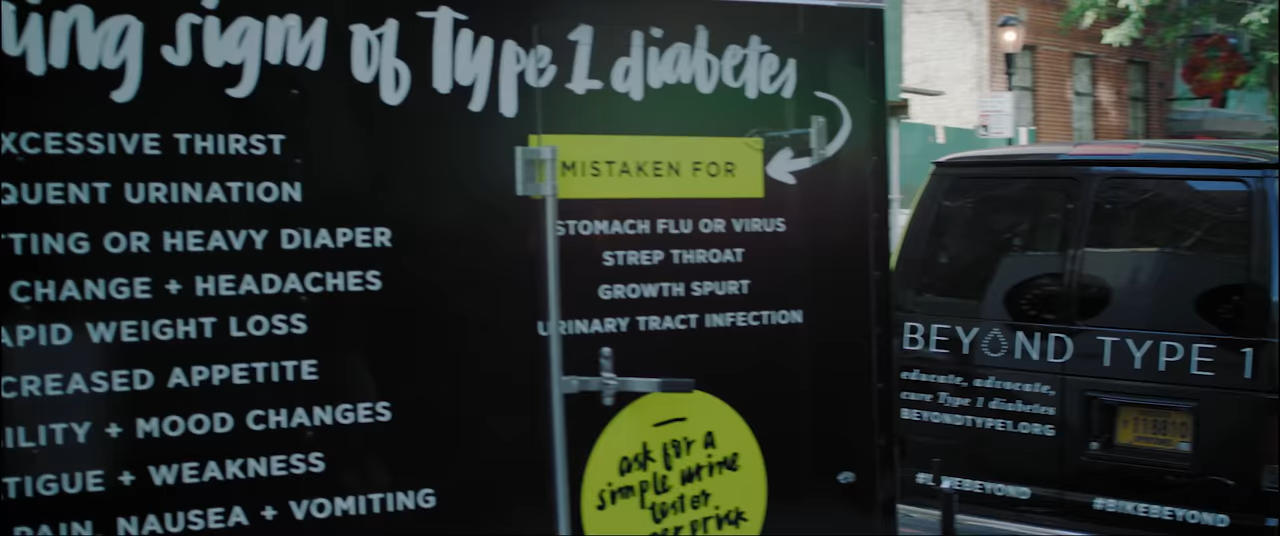 signs of Type 1 diabetes
XCESSIVE THIRST
QUENT URINATION
TTING OR HEAVY DIAPER
CHANGE + HEADACHES
APID WEIGHT LOSS
CREASED APPETITE
ILITY + MOOD CHANGES
TIGUE + WEAKNESS
PAIN, NAUSEA + VOMITING
MISTAKEN FOR
STOMACH FLU OR VIRUS
STREP THROAT
GROWTH SPURT
URINARY TRACT INFECTION
ask for a
simple urine
test or
prick
BEYOND TYPE 1
educate, advocate,
cure Type 1 diabetes
BEYONDTYPE1.ORG
#BIKEBEYOND